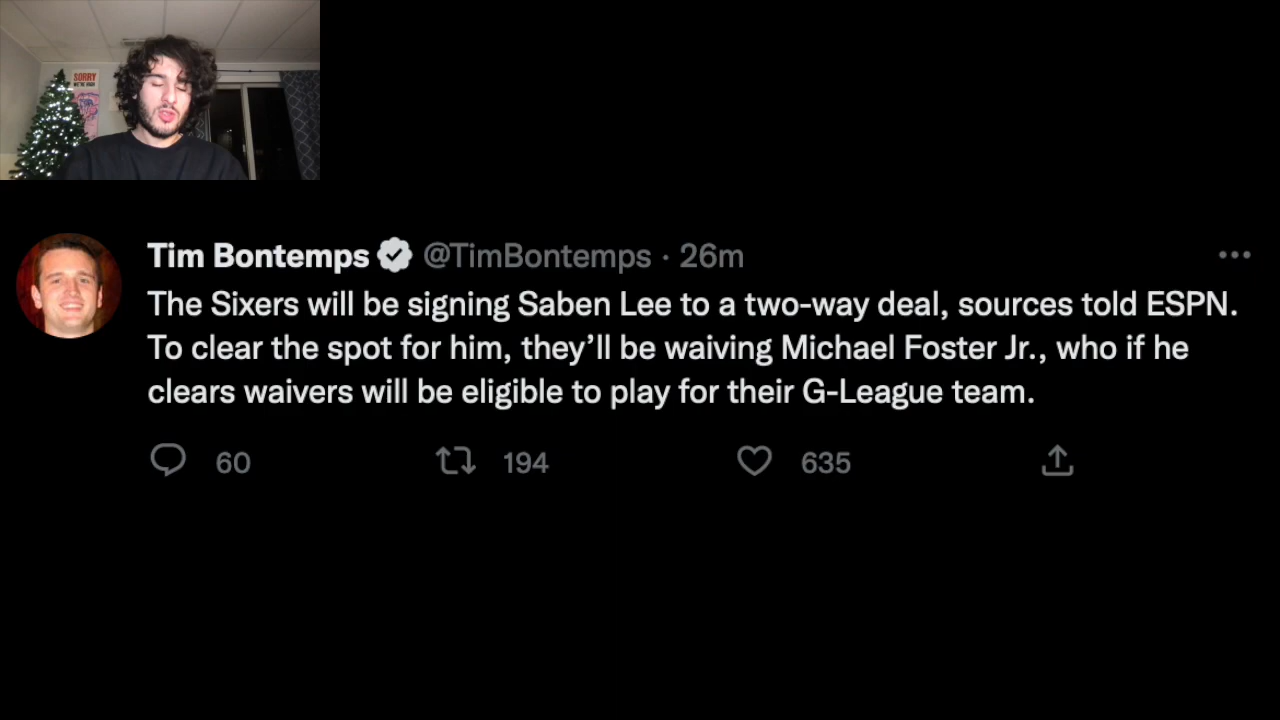 SORRY
Tim Bontemps @TimBontemps · 26m
The Sixers will be signing Saben Lee to a two-way deal, sources told ESPN.
To clear the spot for him, they’ll be waiving Michael Foster Jr., who if he
clears waivers will be eligible to play for their G-League team.
60 194 635